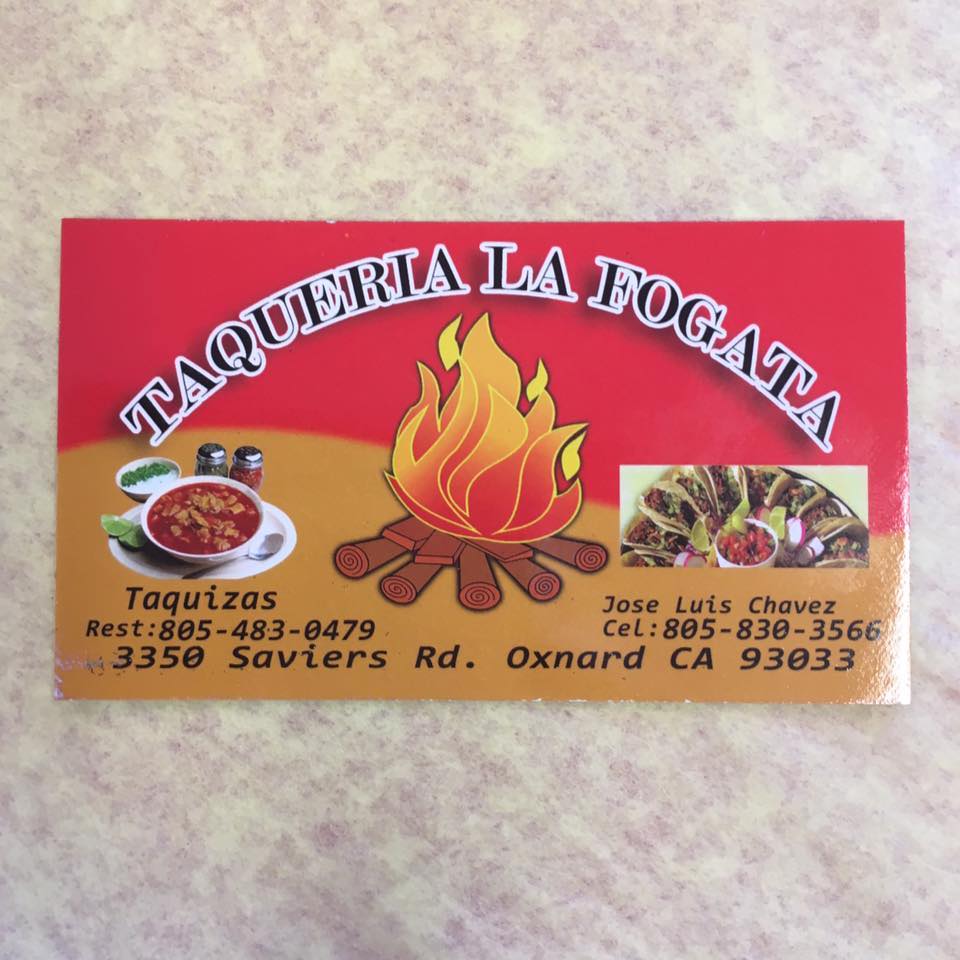 TAQUERIA LA FOGATA
Taquizas
Rest:805-483-0479
Jose Luis Chavez
Cel:805-830-3566
3350 Saviers Rd. Oxnard CA 93033